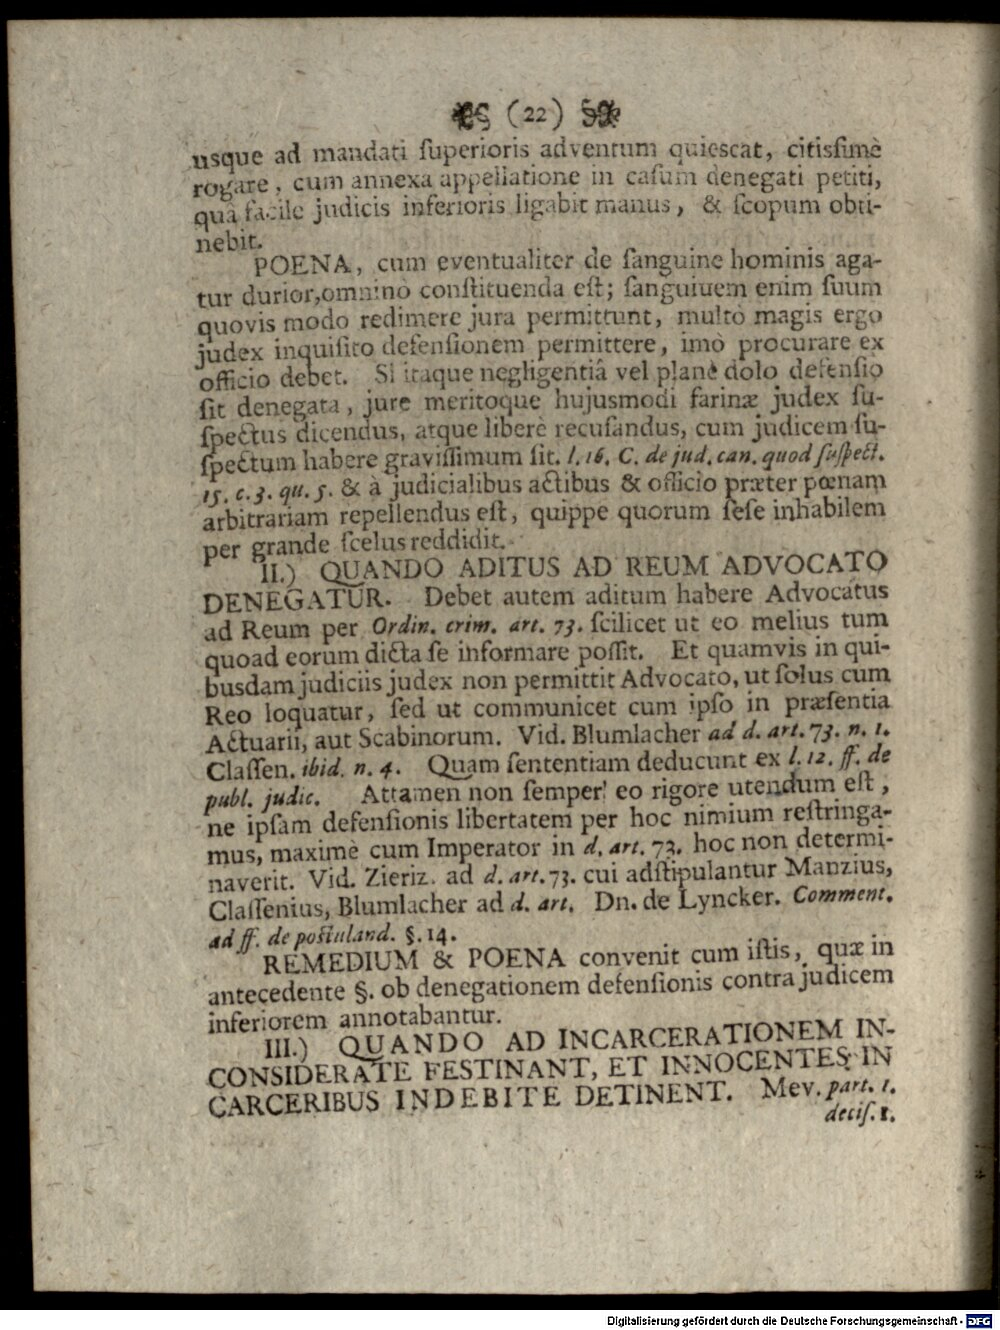 (22)
usque ad mandati ſuperioris adventum quiescat, citisſimè
rogare, cum annexa appellatione in caſum denegati petiti,
quâ facile judicis inferioris ligabit manus, & ſcopum obti-
nebit.
POENA, cum eventualiter de ſanguine hominis aga-
tur durior,omnino conſtituenda eſt; ſanguiuem enim ſuum
quovis modo redimere jura permittunt, multò magis ergo
judex inquiſito defenſionem permittere, imò procurare ex
officio debet. Si itaque negligentiâ vel planè dolo defenſio
ſit denegata, jure meritoque hujusmodi farinæ judex ſu-
ſpectus dicendus, atque liberè recuſandus, cum judicem ſu-
ſpectum habere graviſſimum ſit. l. 16. C. de jud. can. quod ſuſpect.
15. c. 3. qu. 5. & à judicialibus actibus & officio præter pœnam
arbitrariam repellendus eſt, quippe quorum ſeſe inhabilem
per grande ſcelus reddidit.
II.) QUANDO ADITUS AD REUM ADVOCATO
DENEGATUR. Debet autem aditum habere Advocatus
ad Reum per Ordin. crim. art. 73. ſcilicet ut eo melius tum
quoad eorum dicta ſe informare poſſit. Et quamvis in qui-
busdam judiciis judex non permittit Advocato, ut ſolus cum
Reo loquatur, ſed ut communicet cum ipſo in præſentia
Actuarii, aut Scabinorum. Vid. Blumlacher ad d. art. 73. n. 1.
Claſſen. ibid. n. 4. Quam ſententiam deducunt ex l. 12. ff. de
publ. judic. Attamen non ſemper eo rigore utendum eſt,
ne ipſam defenſionis libertatem per hoc nimium reſtringa-
mus, maximè cum Imperator in d. art. 73. hoc non determi-
naverit. Vid. Zieriz. ad d. art. 73. cui adſtipulantur Manzius,
Claſſenius, Blumlacher ad d. art. Dn. de Lyncker. Comment.
ad ff. de poſtuland. §. 14.
REMEDIUM & POENA convenit cum iſtis, quæ in
antecedente §. ob denegationem defenſionis contra judicem
inferiorem annotabantur.
III.) QUANDO AD INCARCERATIONEM IN-
CONSIDERATE FESTINANT, ET INNOCENTES IN
CARCERIBUS INDEBITE DETINENT. Mev. part. 1.
deciſ. 1.
Digitalisierung gefördert durch die Deutsche Forschungsgemeinschaft - DFG